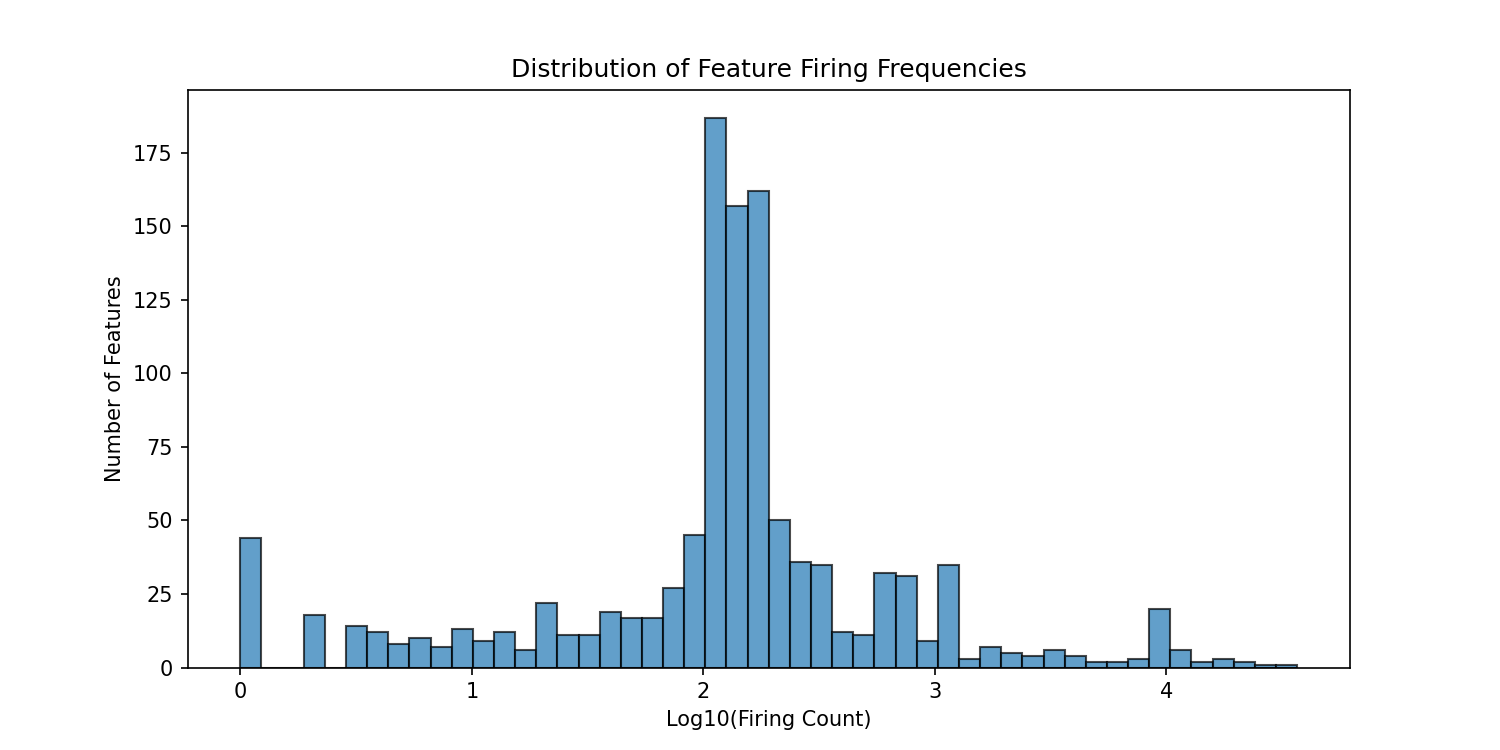 Distribution of Feature Firing Frequencies
Number of Features
175
150
125
100
75
50
25
0
0 1 2 3 4
Log10(Firing Count)